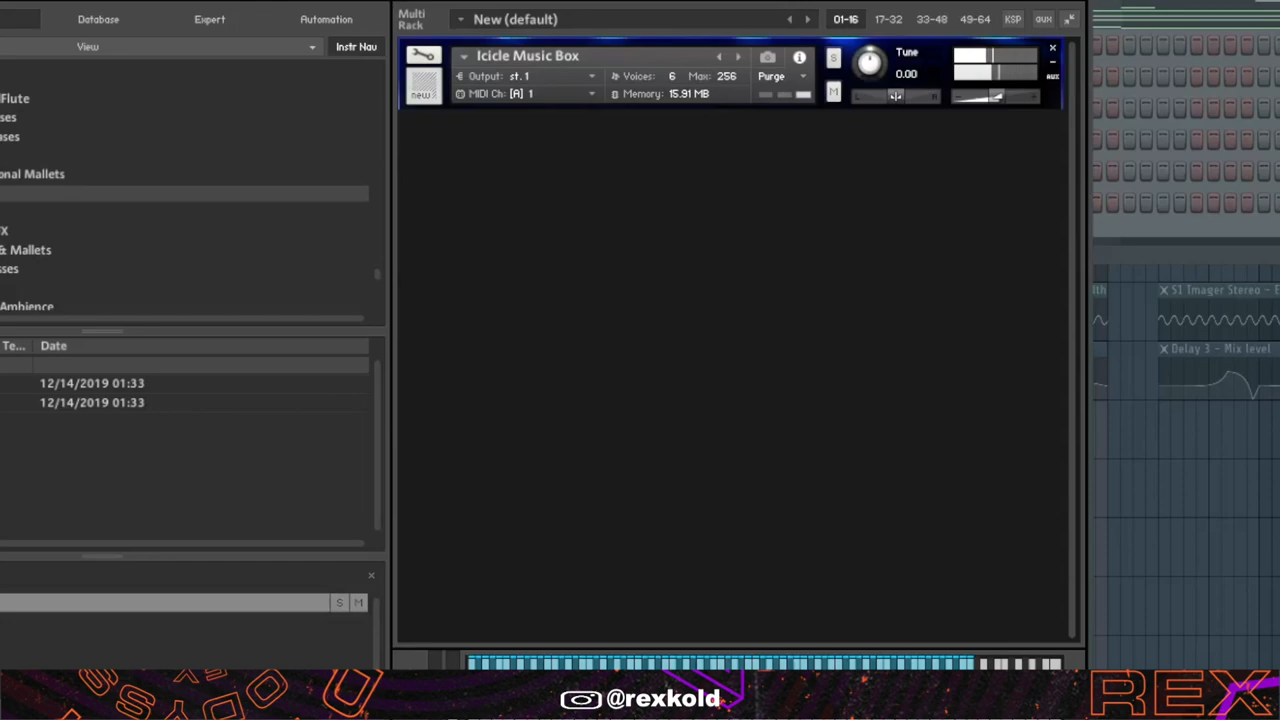 Database
Expert
Automation
View
Instr Nav
Flute
ses
ases
onal Mallets
X
& Mallets
sses
Ambience
Te...
Date
12/14/2019 01:33
12/14/2019 01:33
S
M
Multi
Rack
New (default)
01-16
17-32
33-48
49-64
KSP
AUX
Icicle Music Box
Output: st.1
Voices: 6
Max: 256
Purge
MIDI Ch: [A] 1
Memory: 15.91 MB
new
S
M
Tune
0.00
L
R
AUX
S1 Imager Stereo -
Delay 3 - Mix level
ODYS
@rexkold
REX